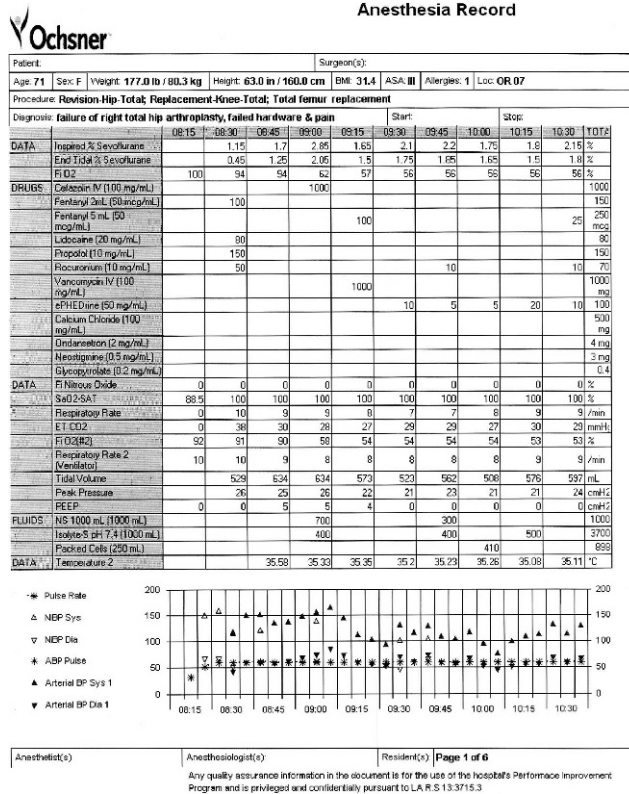 Anesthesia Record
Ochsner
Patient: Surgeon(s):
Age: 71 Sex: F Weight: 177.0 lb / 80.3 kg Height: 63.0 in / 160.0 cm BMI: 31.4 ASA: III Allergies: 1 Loc: OR 07
Procedure: Revision-Hip-Total; Replacement-Knee-Total; Total femur replacement
Diagnosis: failure of right total hip arthroplasty, failed hardware & pain Start: Stop:
08:15 08:30 08:45 09:00 09:15 09:30 09:45 10:00 10:15 10:30 TOTA
DATA Inspired % Sevoflurane 1.15 1.7 2.85 1.65 2.1 2.2 1.75 1.8 2.15 %
End Tidal % Sevoflurane 0.45 1.25 2.05 1.5 1.75 1.85 1.65 1.5 1.8 %
Fi O2 100 94 94 62 57 56 56 56 56 56 %
DRUGS Cefazolin IV (100 mg/mL) 1000 1000
Fentanyl 2mL (50 mcg/mL) 100 150
Fentanyl 5 mL (50 mcg/mL) 100 25 250 mcg
Lidocaine (20 mg/mL) 80 80
Propofol (10 mg/mL) 150 150
Rocuronium (10 mg/mL) 50 10 10 70
Vancomycin IV (100 mg/mL) 1000 1000 mg
ePHEDrine (50 mg/mL) 10 5 5 20 10 100
Calcium Chloride (100 mg/mL) 500 mg
Ondansetron (2 mg/mL) 4 mg
Neostigmine (0.5 mg/mL) 3 mg
Glycopyrrolate (0.2 mg/mL) 0.4
DATA Fi Nitrous Oxide 0 0 0 0 0 0 0 0 0 0 %
SaO2-SAT 88.5 100 100 100 100 100 100 100 100 100 %
Respiratory Rate 0 10 9 9 8 7 7 8 9 9 /min
ET CO2 0 38 30 28 27 29 29 27 30 29 mmHg
Fi O2(#2) 92 91 90 58 54 54 54 54 53 53 %
Respiratory Rate 2 (Ventilator) 10 10 9 8 8 8 8 8 9 9 /min
Tidal Volume 529 634 634 573 523 562 508 576 597 mL
Peak Pressure 26 25 26 22 21 23 21 21 24 cmH2
PEEP 0 0 5 5 4 0 0 0 0 0 cmH2
FLUIDS NS 1000 mL (1000 mL) 700 300 1000
Isolyte-S pH 7.4 (1000 mL) 400 400 500 3700
Packed Cells (250 mL) 410 898
DATA Temperature 2 35.58 35.33 35.35 35.2 35.23 35.26 35.08 35.11 °C
Pulse Rate
NIBP Sys
NIBP Dia
ABP Pulse
Arterial BP Sys 1
Arterial BP Dia 1
200 150 100 50 0
200 150 100 50 0
08:15 08:30 08:45 09:00 09:15 09:30 09:45 10:00 10:15 10:30
Anesthetist(s) Anesthesiologist(s): Resident(s): Page 1 of 6
Any quality assurance information in the document is for the use of the hospital's Performace Improvement
Program and is privileged and confidentially pursuant to LA R.S 13:3715.3